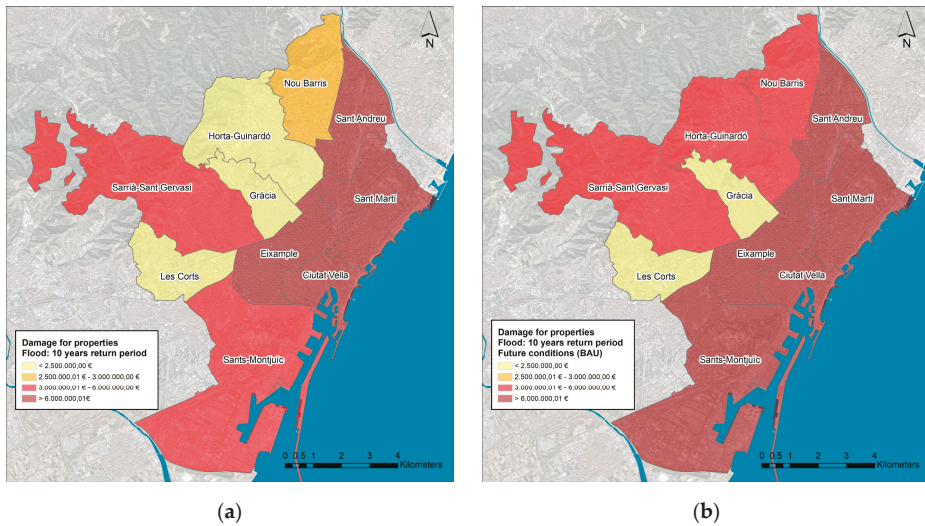 N
Nou Barris
Sant Andreu
Horta-Guinardó
Sarrià-Sant Gervasi
Gràcia
Sant Martí
Eixample
Les Corts
Ciutat Vella
Sants-Montjuïc
Damage for properties
Flood: 10 years return period
< 2.500.000,00 €
2.500.000,01 € - 3.000.000,00 €
3.000.000,01 € - 6.000.000,00 €
> 6.000.000,01€
0 0.5 1 2 3 4
Kilometers
(a)
N
Nou Barris
Sant Andreu
Horta-Guinardó
Sarrià-Sant Gervasi
Gràcia
Sant Martí
Eixample
Les Corts
Ciutat Vella
Sants-Montjuïc
Damage for properties
Flood: 10 years return period
Future conditions (BAU)
< 2.500.000,00 €
2.500.000,01 € - 3.000.000,00 €
3.000.000,01 € - 6.000.000,00 €
> 6.000.000,01 €
0 0.5 1 2 3 4
Kilometers
(b)